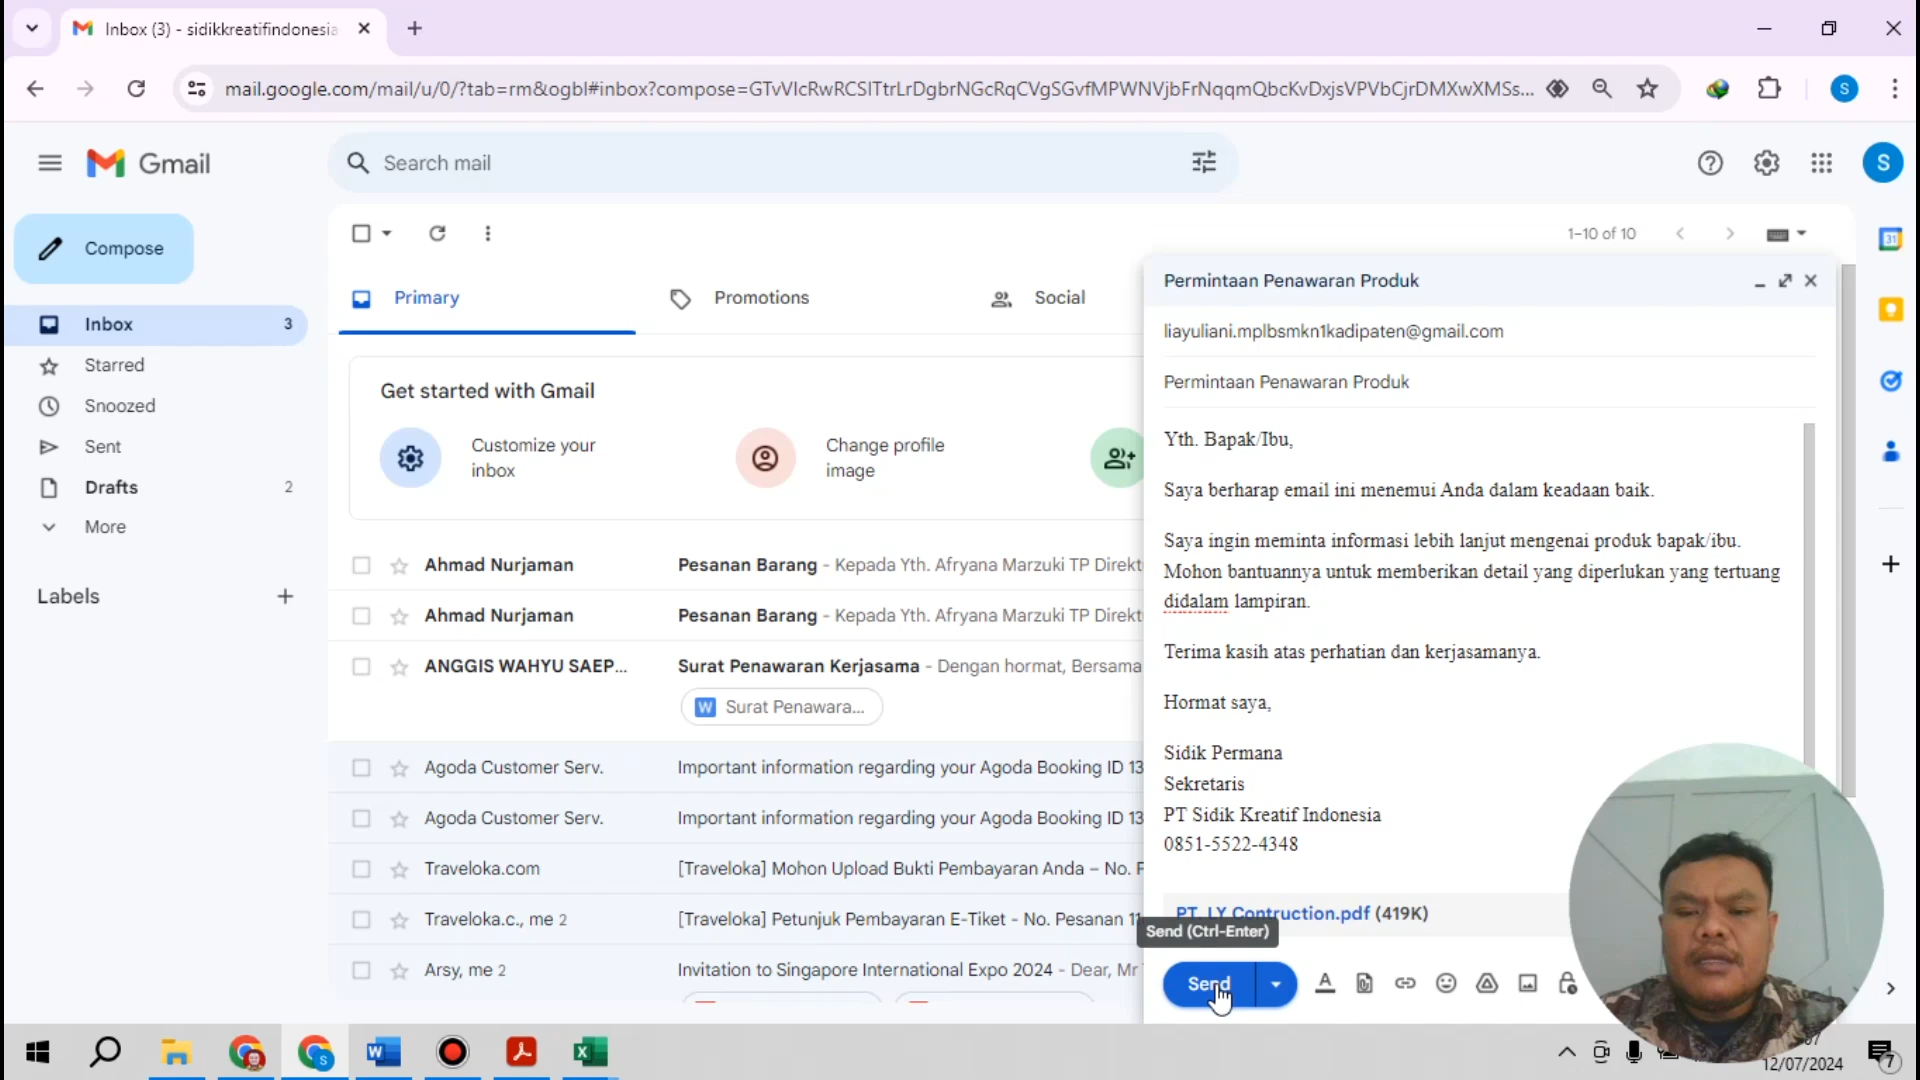 Inbox (3) - sidikkreatifindonesia
mail.google.com/mail/u/0/?tab=rm&ogbl#inbox?compose=GTvVlcRwRCSlTtrLrDgbrNGcRqCVgSGvfMPWNVjbFrNqqmQbcKvDxjsVPVbCjrDMXwXMSs...
S
Gmail
Search mail
S
Compose
1–10 of 10
Primary
Promotions
Social
Inbox 3
Starred
Snoozed
Sent
Drafts 2
More
Labels
Get started with Gmail
Customize your
inbox
Change profile
image
Ahmad Nurjaman Pesanan Barang - Kepada Yth. Afryana Marzuki TP Direkt
Ahmad Nurjaman Pesanan Barang - Kepada Yth. Afryana Marzuki TP Direkt
ANGGIS WAHYU SAEP... Surat Penawaran Kerjasama - Dengan hormat, Bersama
W Surat Penawara...
Agoda Customer Serv. Important information regarding your Agoda Booking ID 13
Agoda Customer Serv. Important information regarding your Agoda Booking ID 13
Traveloka.com [Traveloka] Mohon Upload Bukti Pembayaran Anda – No. P
Traveloka.c., me 2 [Traveloka] Petunjuk Pembayaran E-Tiket - No. Pesanan 11
Arsy, me 2 Invitation to Singapore International Expo 2024 - Dear, Mr
Permintaan Penawaran Produk
liayuliani.mplbsmkn1kadipaten@gmail.com
Permintaan Penawaran Produk
Yth. Bapak/Ibu,
Saya berharap email ini menemui Anda dalam keadaan baik.
Saya ingin meminta informasi lebih lanjut mengenai produk bapak/ibu.
Mohon bantuannya untuk memberikan detail yang diperlukan yang tertuang
didalam lampiran.
Terima kasih atas perhatian dan kerjasamanya.
Hormat saya,
Sidik Permana
Sekretaris
PT Sidik Kreatif Indonesia
0851-5522-4348
PT. LY Contruction.pdf (419K)
Send (Ctrl-Enter)
Send
31
12/07/2024
7